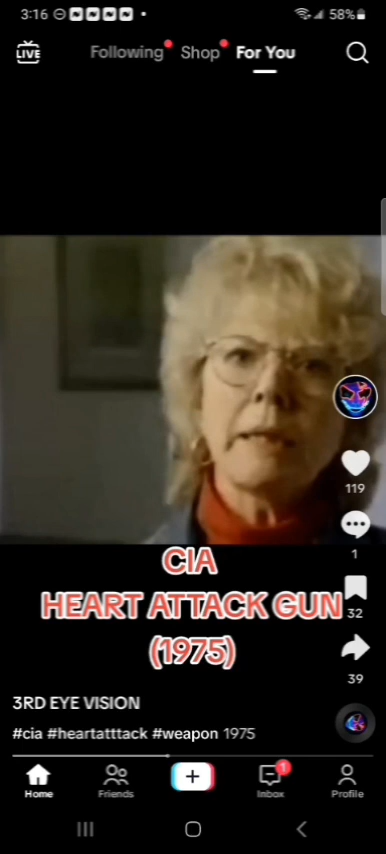 3:16
58%
LIVE
Following Shop For You
119
1
CIA
HEART ATTACK GUN
(1975)
32
39
3RD EYE VISION
#cia #heartatttack #weapon 1975
1
Home Friends Inbox Profile